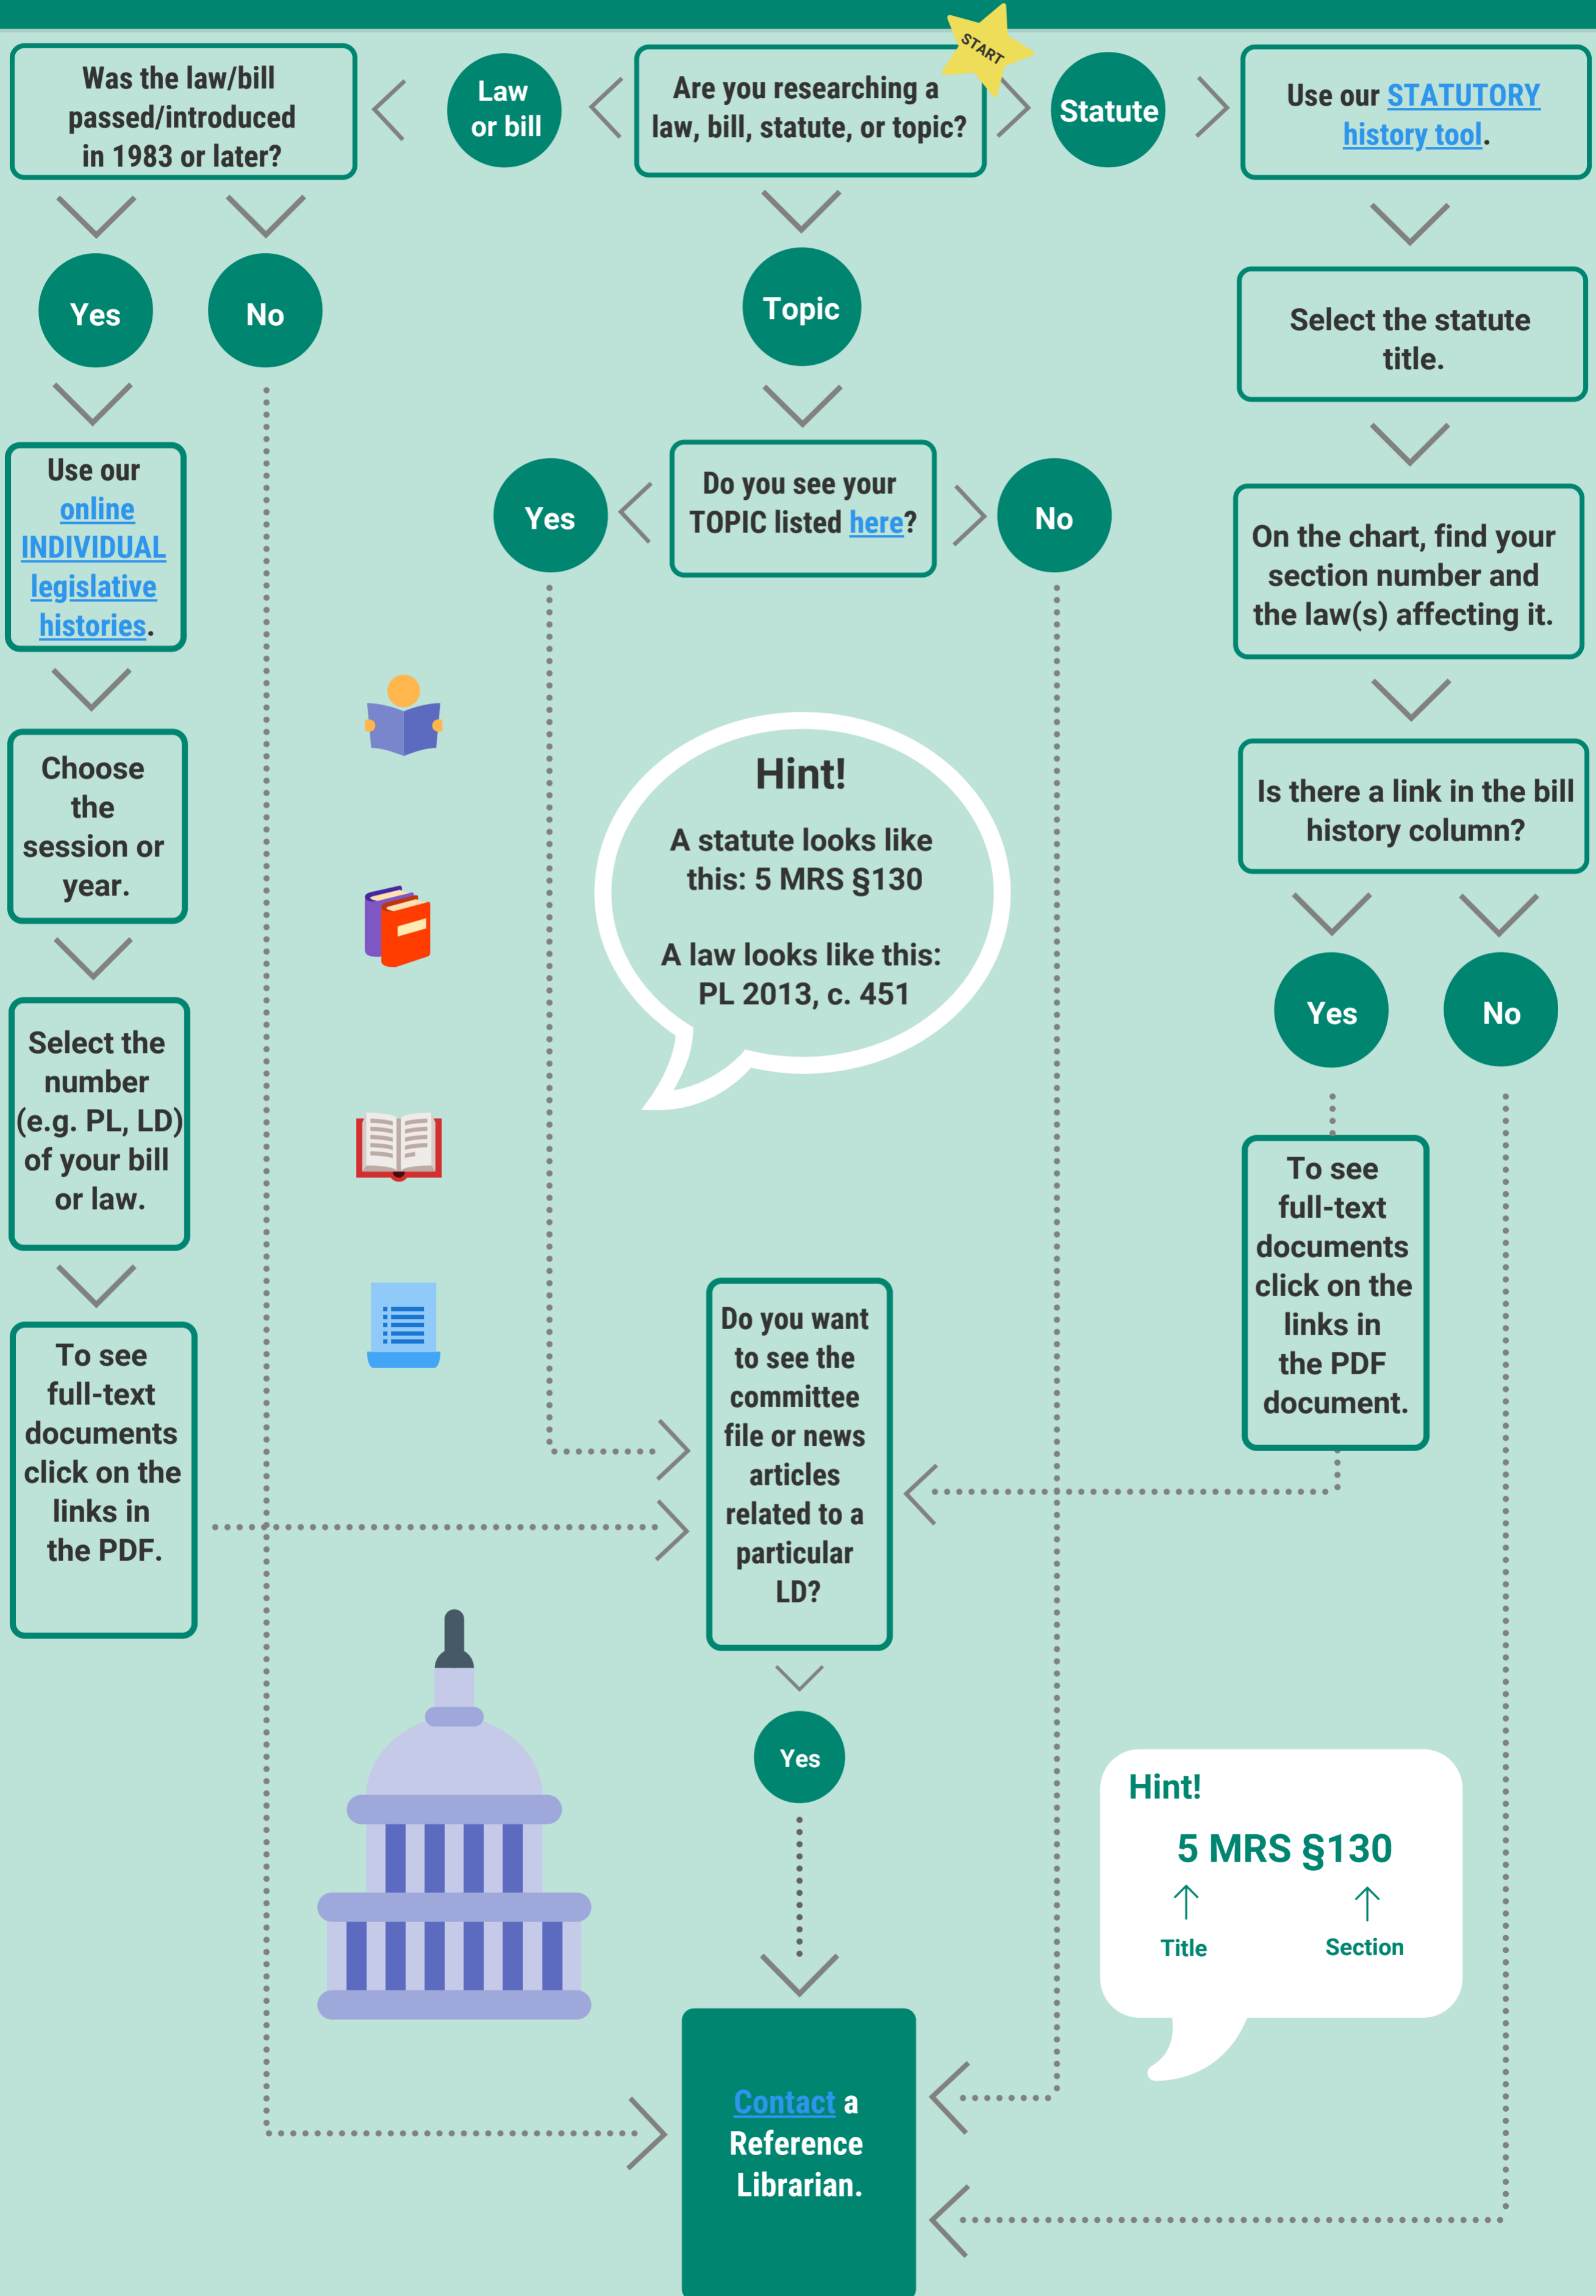 START
Are you researching a
law, bill, statute, or topic?
Law
or bill
Was the law/bill
passed/introduced
in 1983 or later?
Yes
No
Use our
online
INDIVIDUAL
legislative
histories.
Choose
the
session or
year.
Select the
number
(e.g. PL, LD)
of your bill
or law.
To see
full-text
documents
click on the
links in
the PDF.
Topic
Do you see your
TOPIC listed here?
Yes
No
Hint!
A statute looks like
this: 5 MRS §130
A law looks like this:
PL 2013, c. 451
Do you want
to see the
committee
file or news
articles
related to a
particular
LD?
Yes
Contact a
Reference
Librarian.
Statute
Use our STATUTORY
history tool.
Select the statute
title.
On the chart, find your
section number and
the law(s) affecting it.
Is there a link in the bill
history column?
Yes
No
To see
full-text
documents
click on the
links in
the PDF
document.
Hint!
5 MRS §130
Title
Section